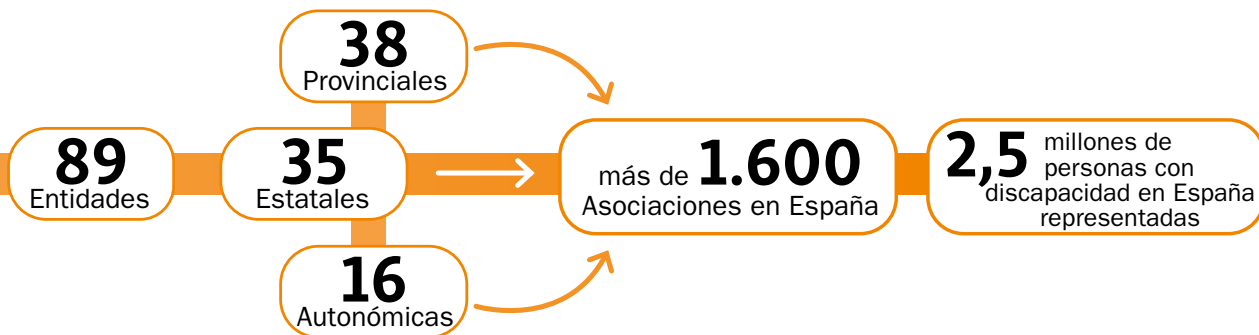 38
Provinciales
89
Entidades
35
Estatales
16
Autonómicas
más de 1.600
Asociaciones en España
2,5 millones de
personas con
discapacidad en España
representadas